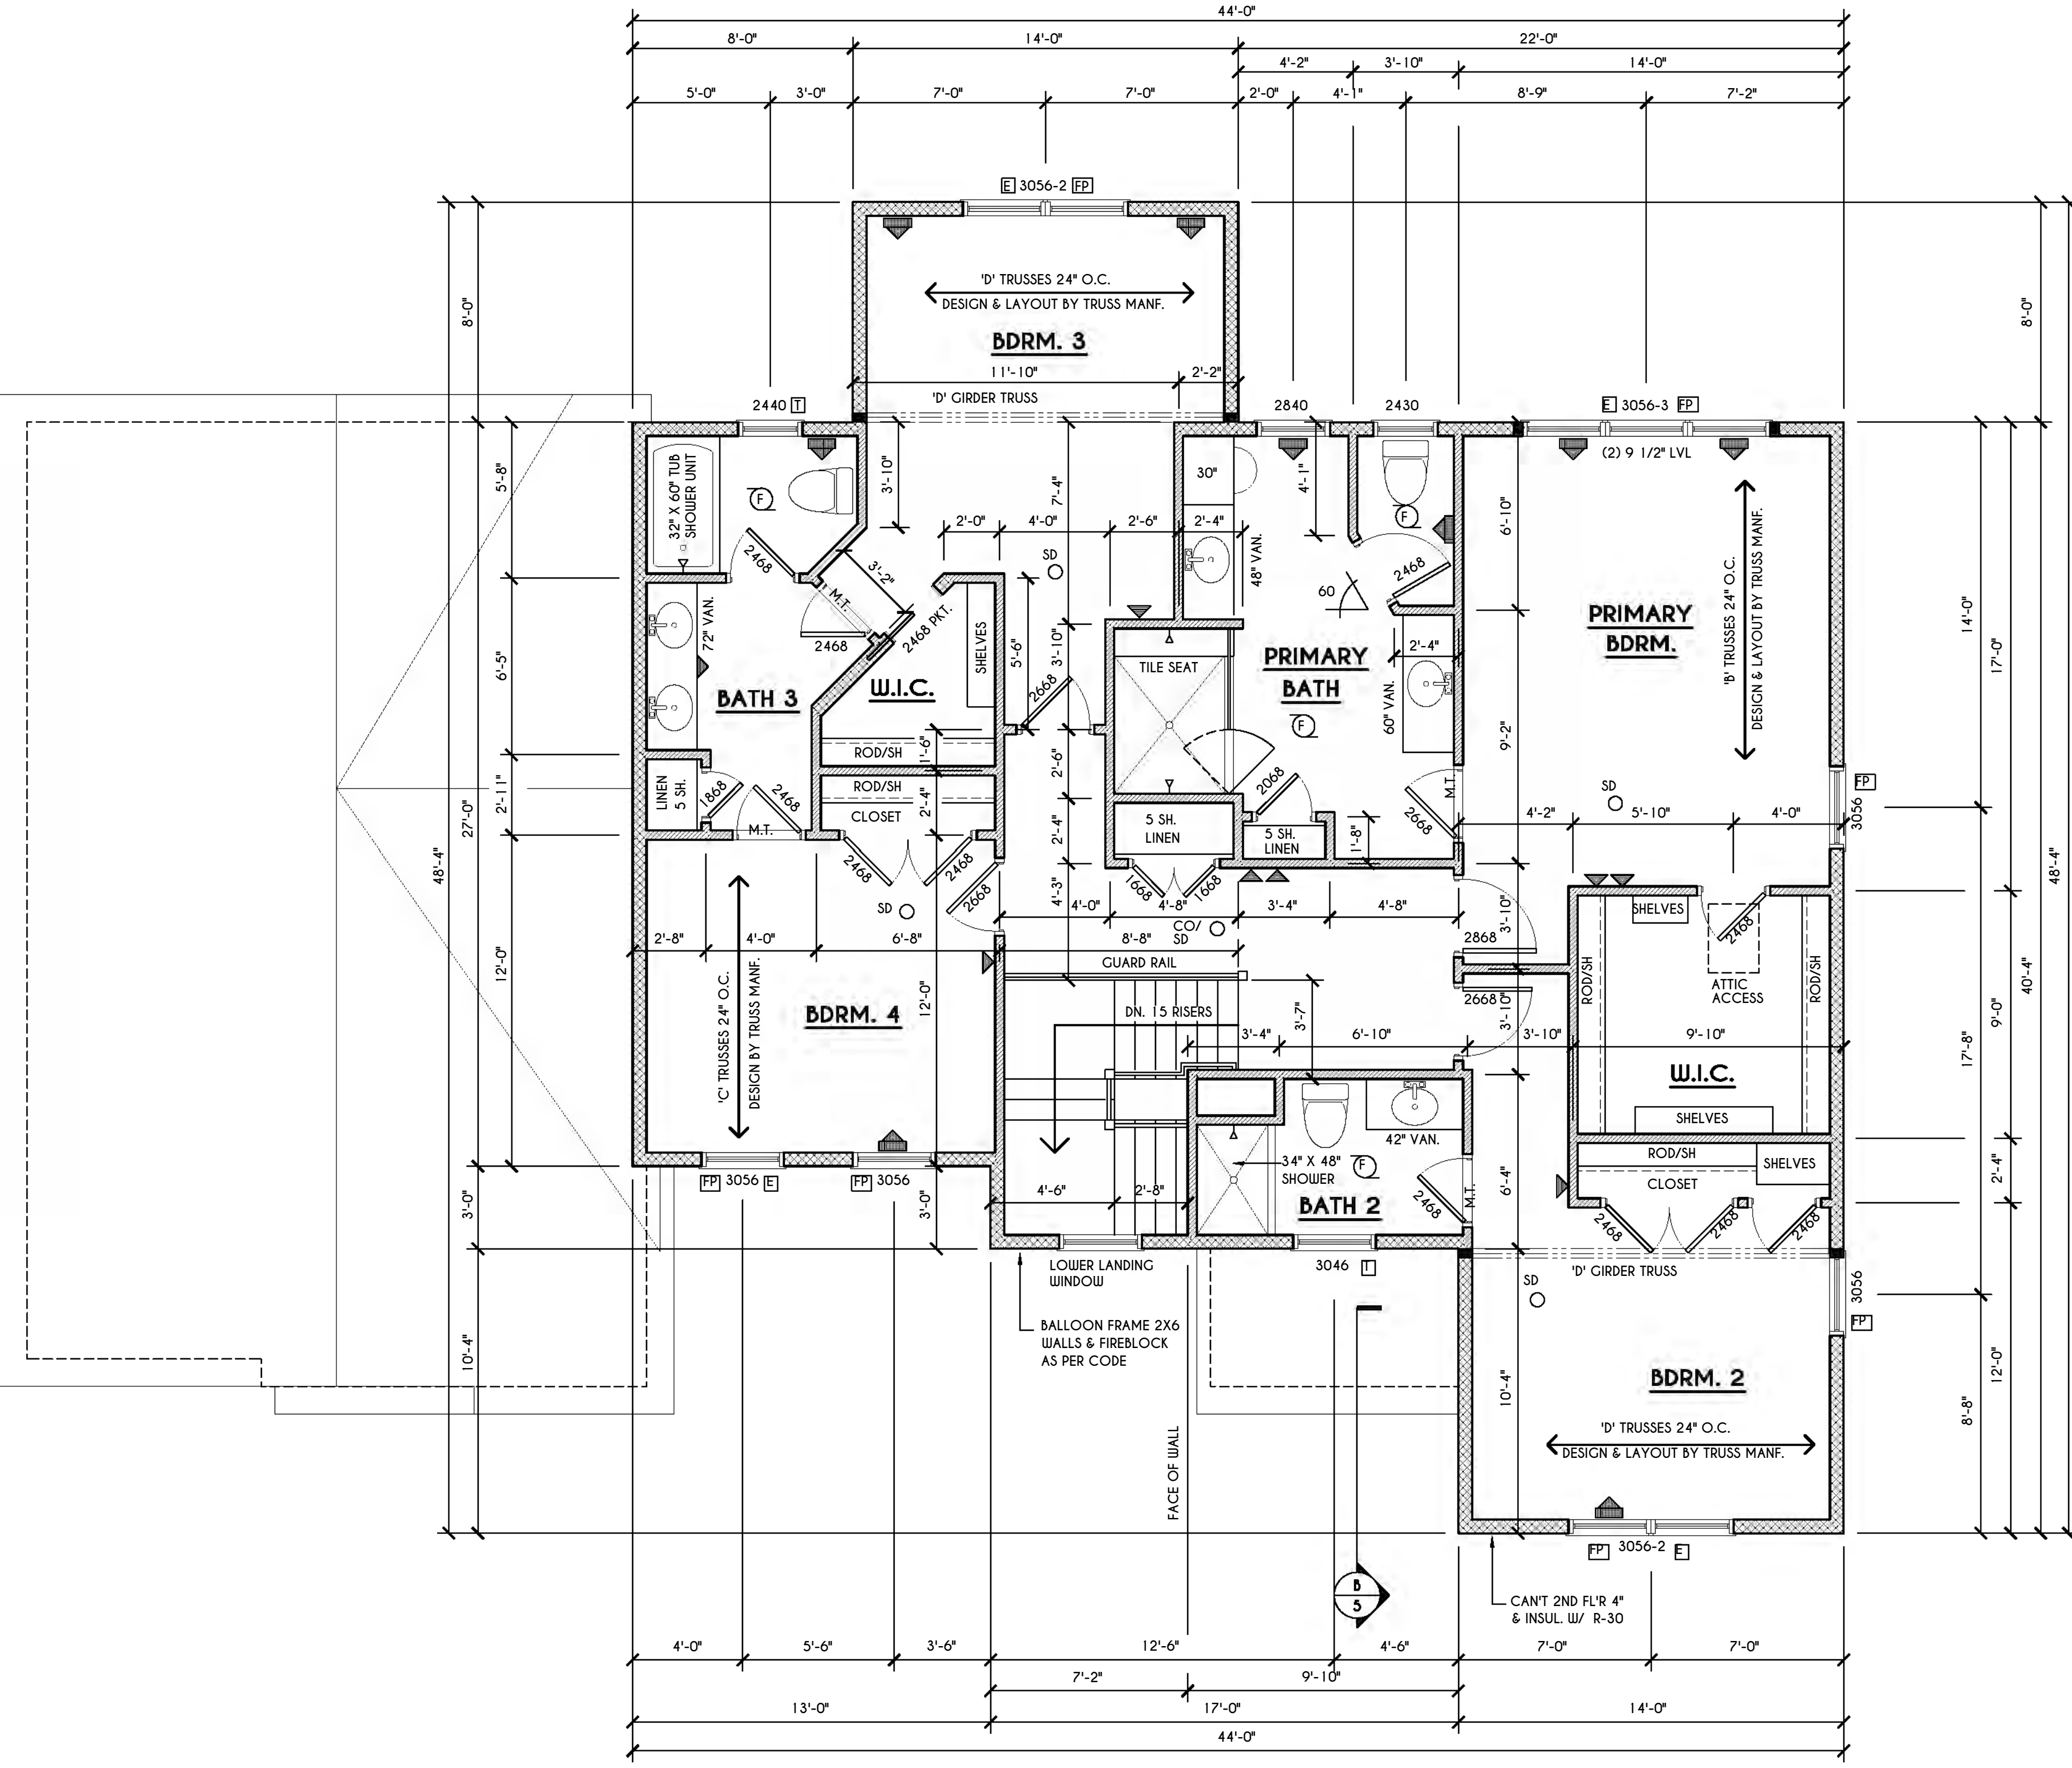 44'-0"
8'-0" 14'-0" 22'-0"
4'-2" 3'-10" 14'-0"
5'-0" 3'-0" 7'-0" 7'-0" 2'-0" 4'-1" 8'-9" 7'-2"
E 3056-2 FP
'D' TRUSSES 24" O.C.
DESIGN & LAYOUT BY TRUSS MANF.
BDRM. 3
11'-10" 2'-2"
'D' GIRDER TRUSS
8'-0"
8'-0"
2440 T
2840
2430
E 3056-3 FP
(2) 9 1/2" LVL
32" X 60" TUB
SHOWER UNIT
F
2468
5'-8"
3'-10"
7'-4"
2'-0" 4'-0" 2'-6" 2'-4"
SD
30"
48" VAN.
4'-1"
F
2468
60
6'-10"
'B' TRUSSES 24" O.C.
DESIGN & LAYOUT BY TRUSS MANF.
PRIMARY
BDRM.
14'-0"
17'-0"
3'-2"
M.T.
2468
2468 PKT.
72" VAN.
BATH 3
W.I.C.
SHELVES
ROD/SH
1'-6"
5'-6"
3'-10"
2668
6'-5"
TILE SEAT
PRIMARY
BATH
F
2'-4"
60" VAN.
9'-2"
2068
2668
M.T.
LINEN
5 SH.
1868
2468
M.T.
ROD/SH
CLOSET
2'-4"
2468
2468
2668
2'-11"
27'-0"
48'-4"
2'-6"
2'-4"
4'-3"
5 SH.
LINEN
5 SH.
LINEN
1'-8"
1668
1668
SD
4'-2" 5'-10" 4'-0"
FP
3056
SD
4'-0" 4'-8" 3'-4" 4'-8"
CO/
SD
2'-8" 4'-0" 6'-8" 8'-8"
GUARD RAIL
3'-10"
2868
2668
3'-10"
SHELVES
2468
ATTIC
ACCESS
ROD/SH
ROD/SH
48'-4"
40'-4"
9'-0"
17'-8"
12'-0"
'C' TRUSSES 24" O.C.
DESIGN BY TRUSS MANF.
BDRM. 4
12'-0"
DN. 15 RISERS
3'-7"
3'-4" 6'-10" 3'-10" 9'-10"
W.I.C.
SHELVES
42" VAN.
34" X 48"
SHOWER
F
BATH 2
2468
M.T.
6'-4"
ROD/SH
SHELVES
CLOSET
2468
2468
2468
2'-4"
FP 3056 E
FP 3056
3'-0"
3'-0"
4'-6" 2'-8"
LOWER LANDING
WINDOW
3046 T
'D' GIRDER TRUSS
SD
3056
FP
BALLOON FRAME 2X6
WALLS & FIREBLOCK
AS PER CODE
10'-4"
10'-4"
BDRM. 2
'D' TRUSSES 24" O.C.
DESIGN & LAYOUT BY TRUSS MANF.
8'-8"
12'-0"
FACE OF WALL
FP 3056-2 E
B
5
CAN'T 2ND FL'R 4"
& INSUL. W/ R-30
4'-0" 5'-6" 3'-6" 12'-6" 4'-6" 7'-0" 7'-0"
7'-2" 9'-10"
13'-0" 17'-0" 14'-0"
44'-0"